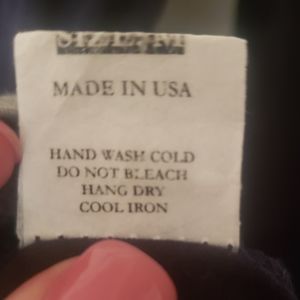 MADE IN USA
HAND WASH COLD
DO NOT BLEACH
HANG DRY
COOL IRON